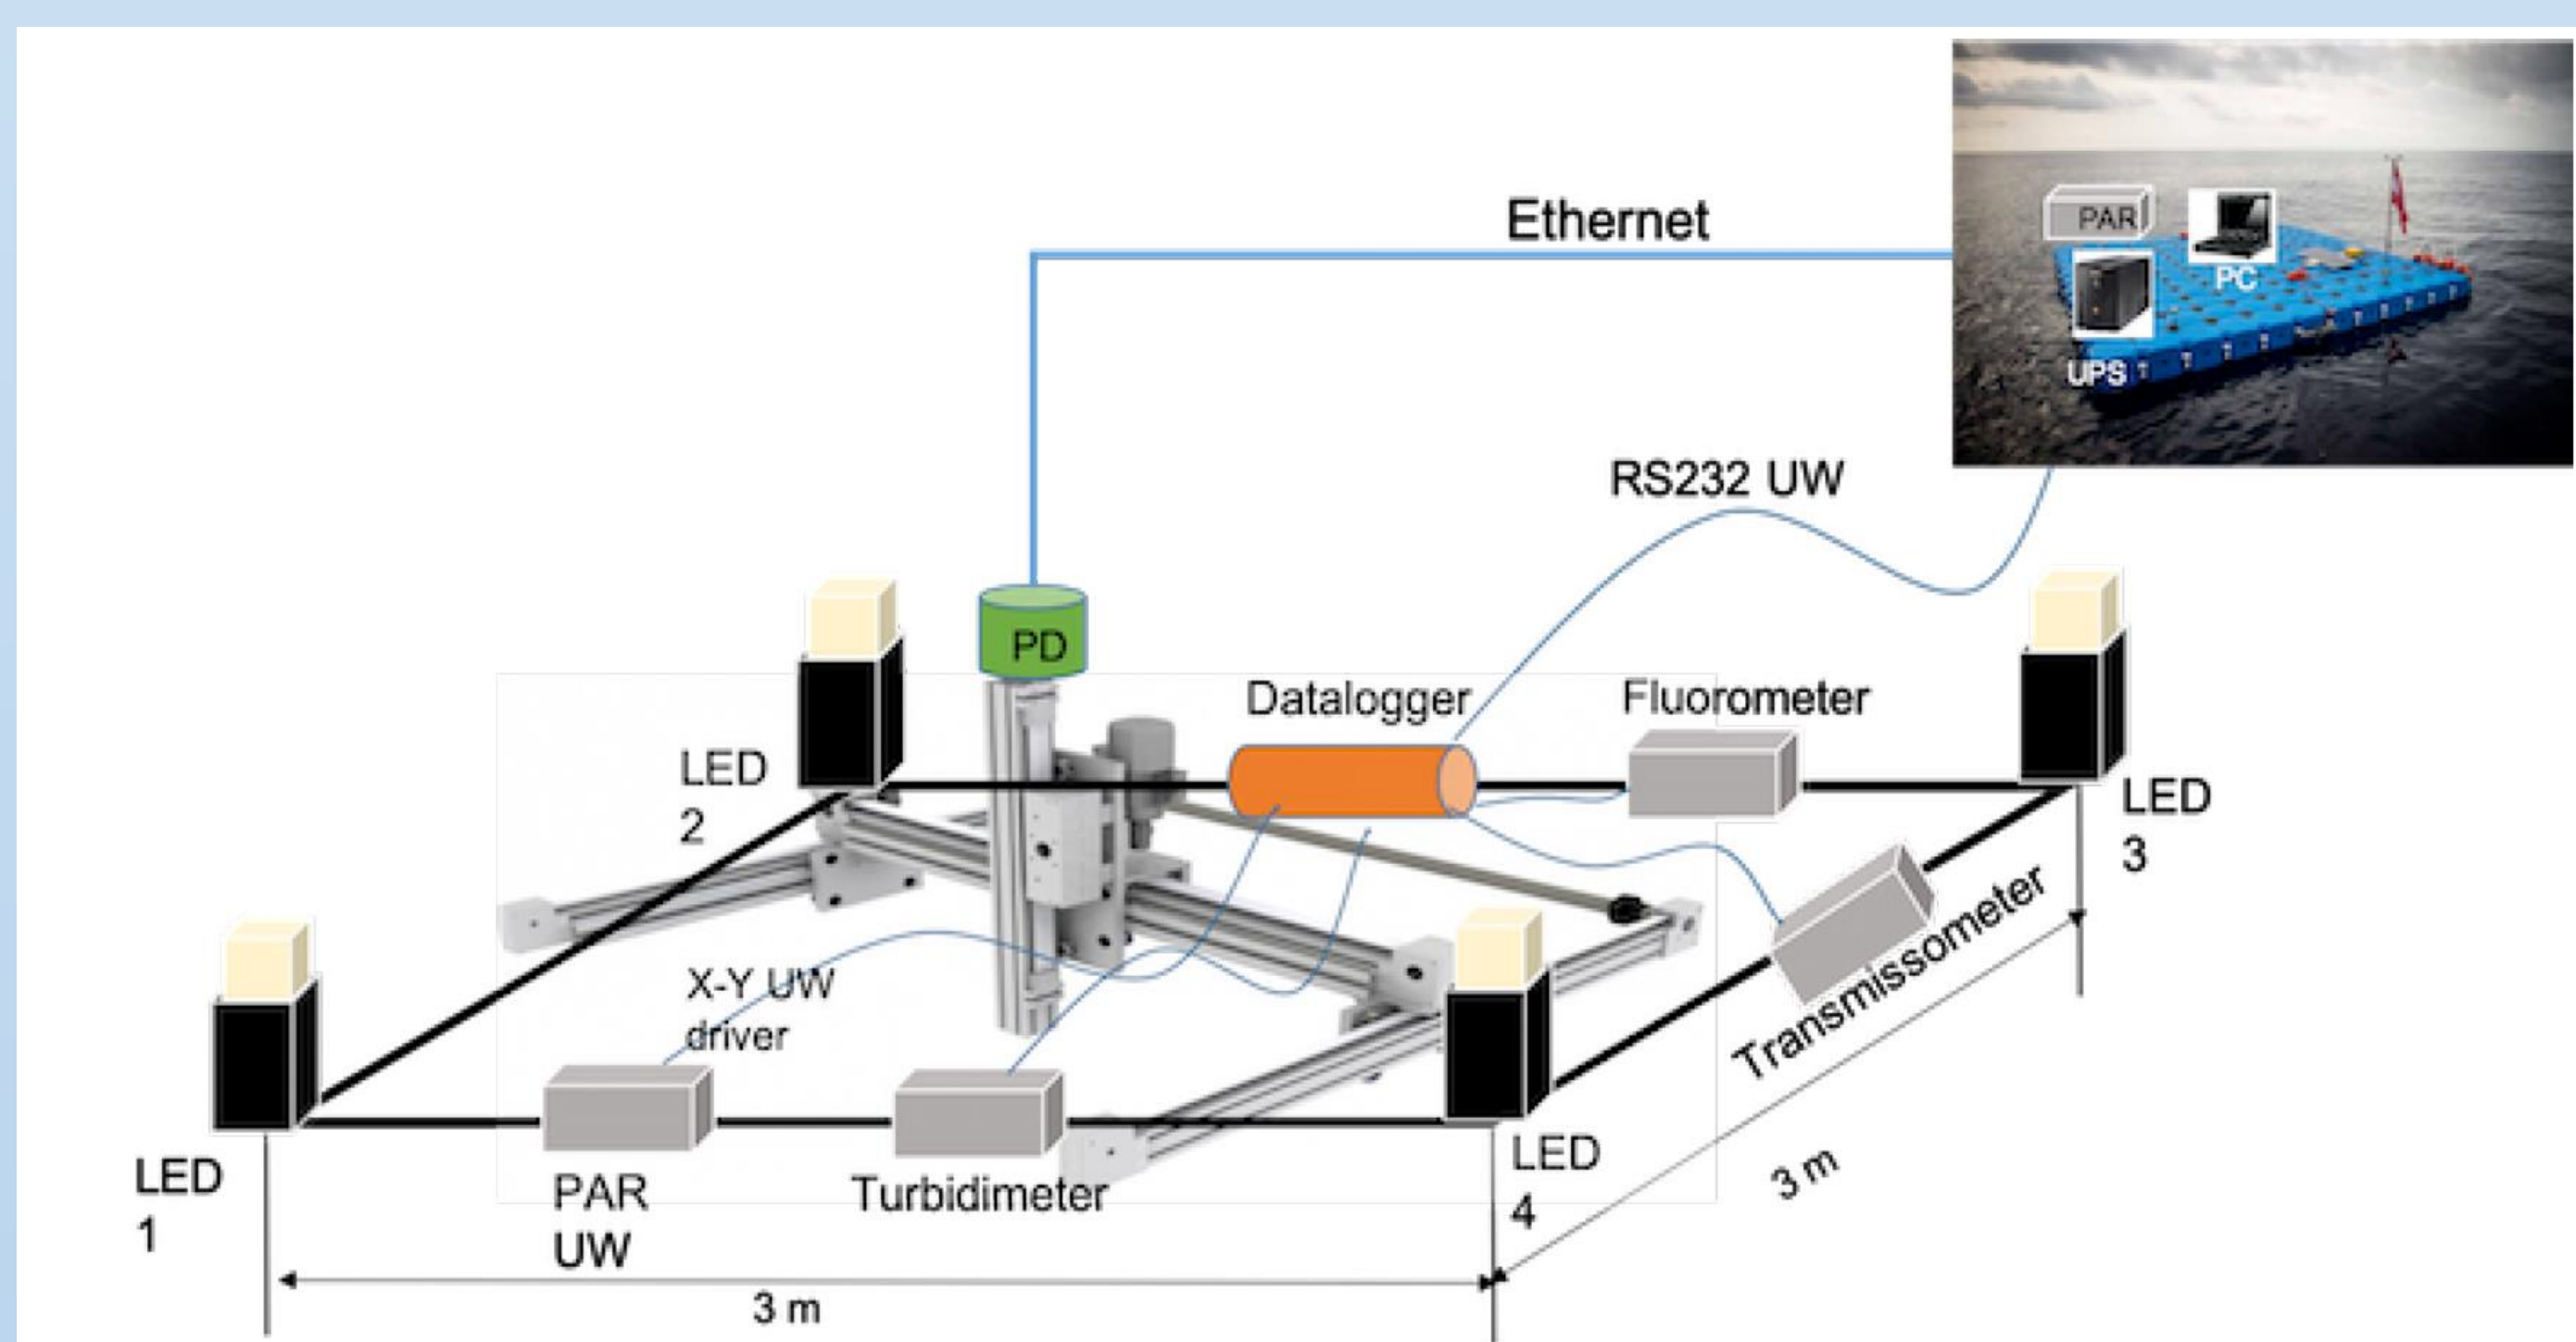 Ethernet
PAR
PC
UPS
RS232 UW
PD
Datalogger
Fluorometer
LED
2
LED
3
X-Y UW
driver
Transmissometer
LED
1
PAR
UW
Turbidimeter
LED
4
3 m
3 m